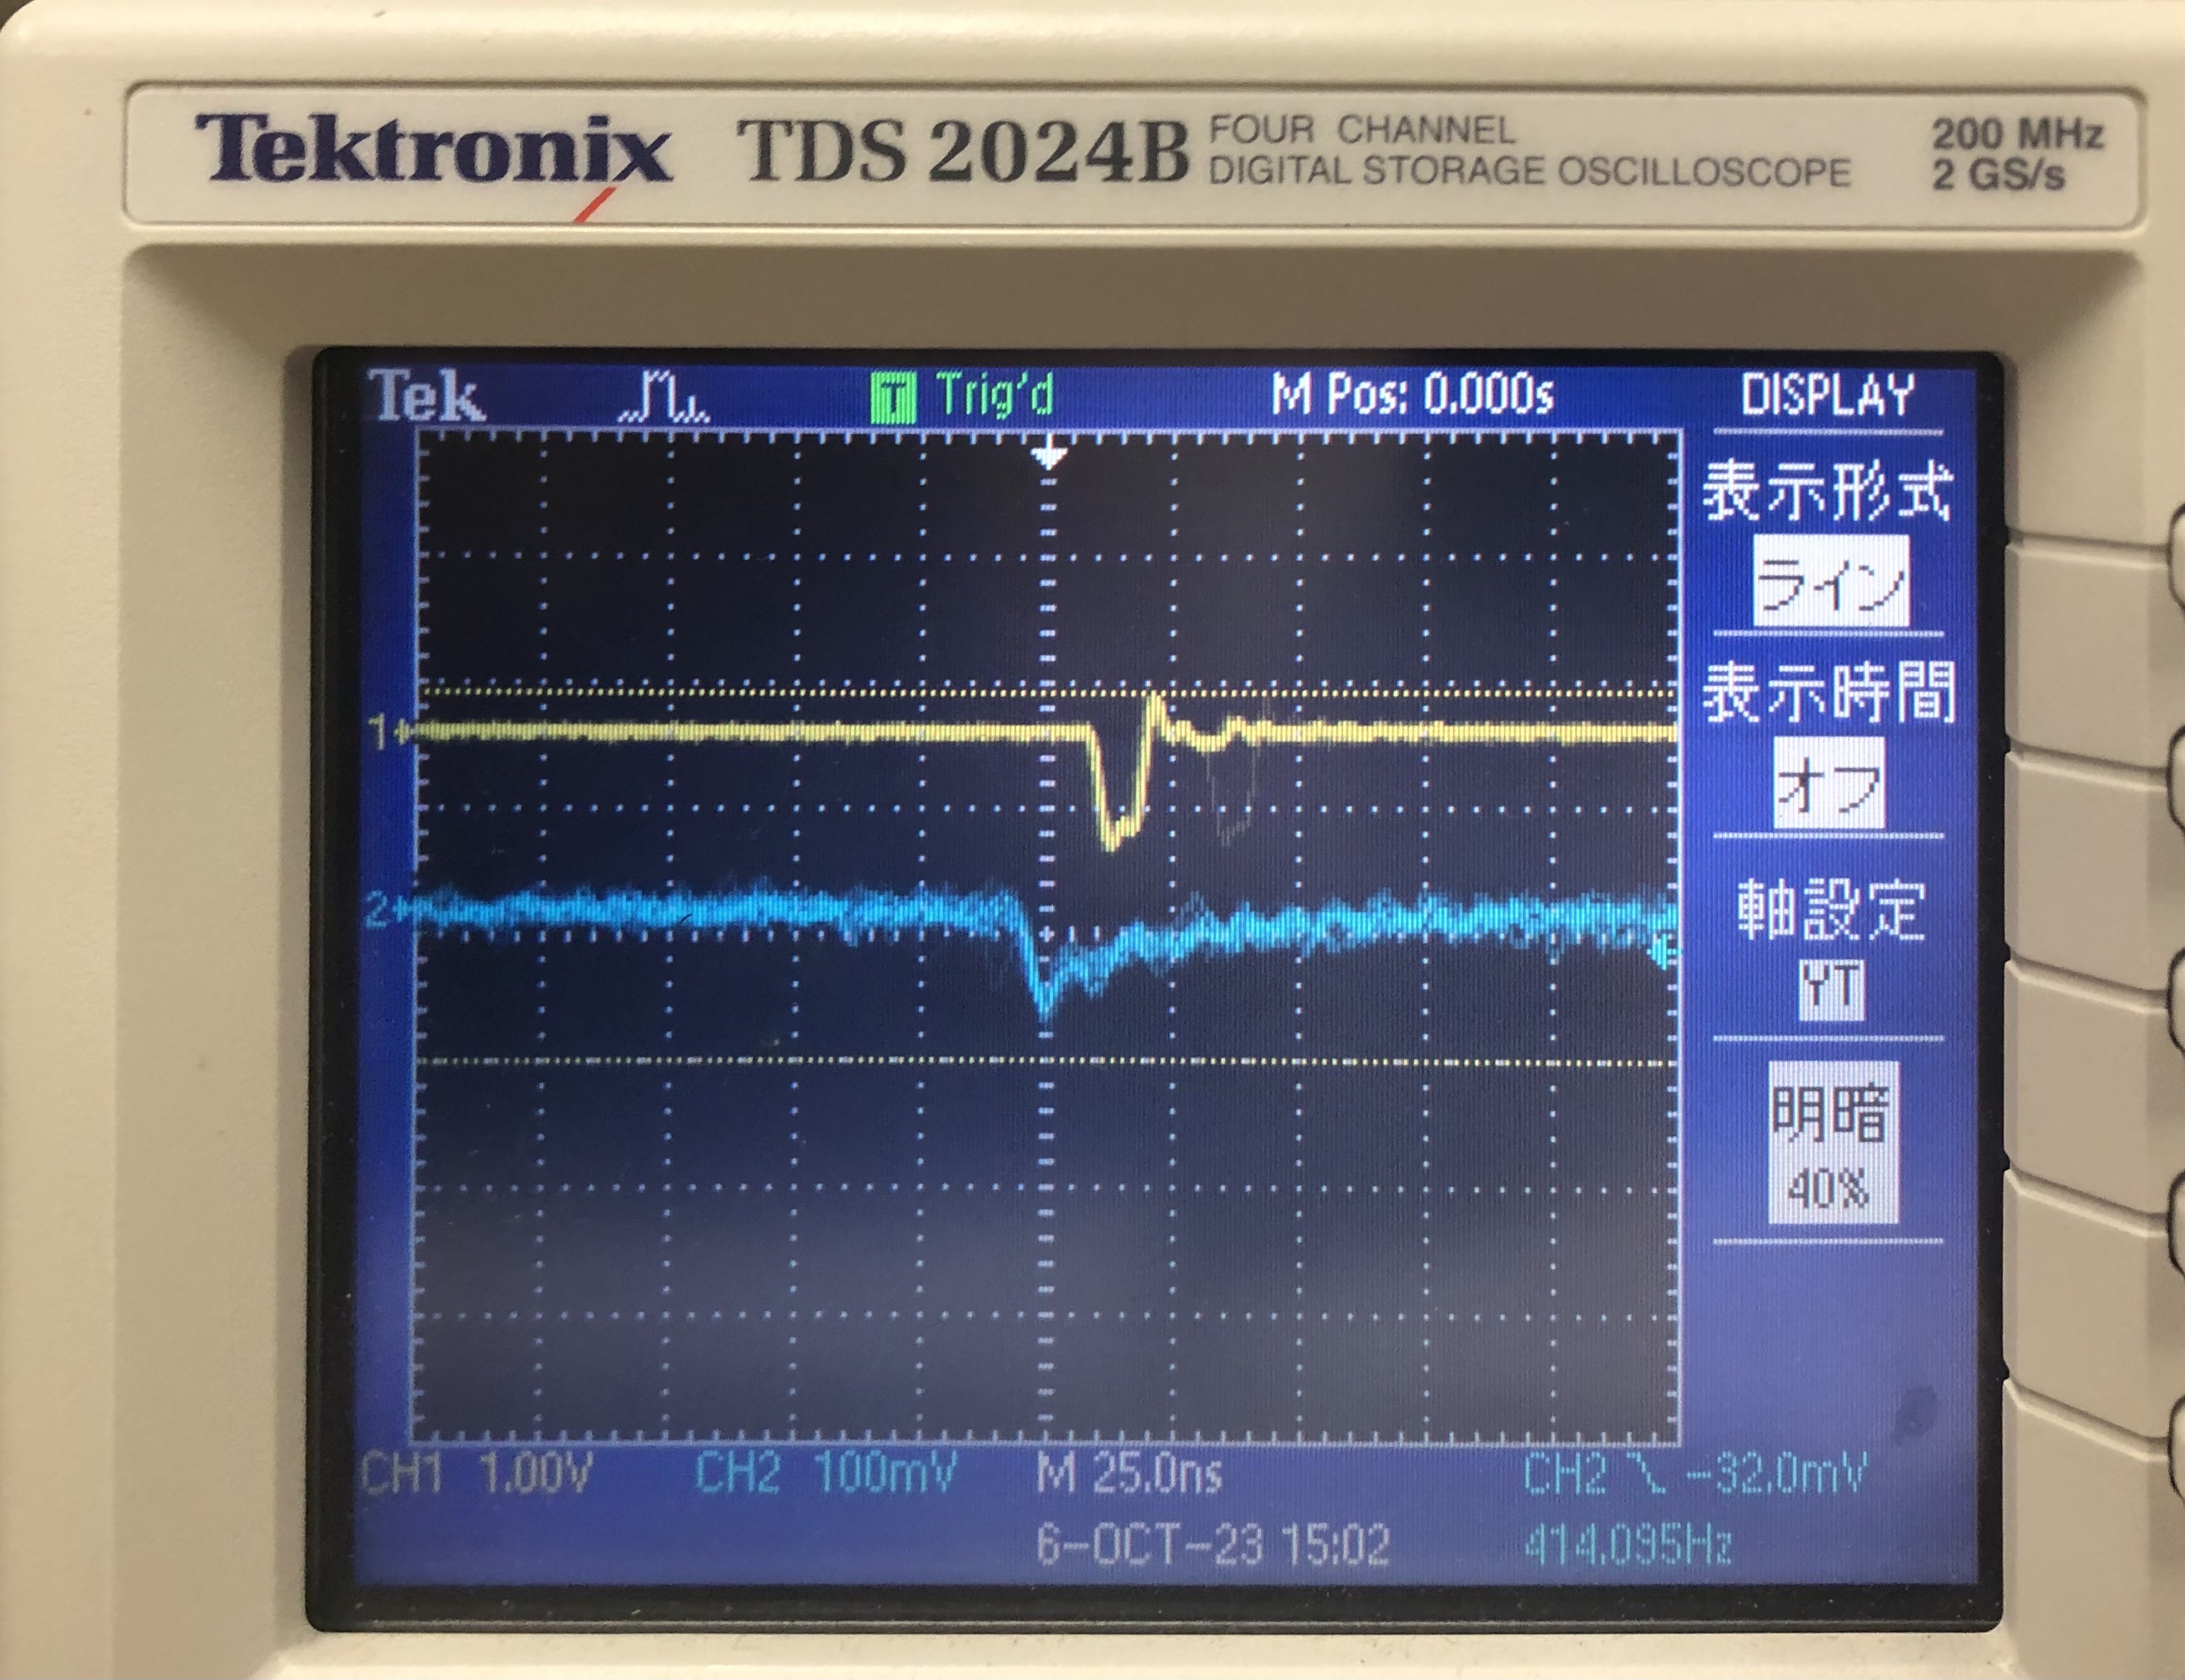 Tektronix TDS 2024B FOUR CHANNEL DIGITAL STORAGE OSCILLOSCOPE 200 MHz 2 GS/s
Tek T Trig'd M Pos: 0.000s DISPLAY
表示形式
ライン
表示時間
オフ
軸設定
YT
明暗
40%
1
2
CH1 1.00V CH2 100mV M 25.0ns CH2 -32.0mV
6-OCT-23 15:02 414.095Hz